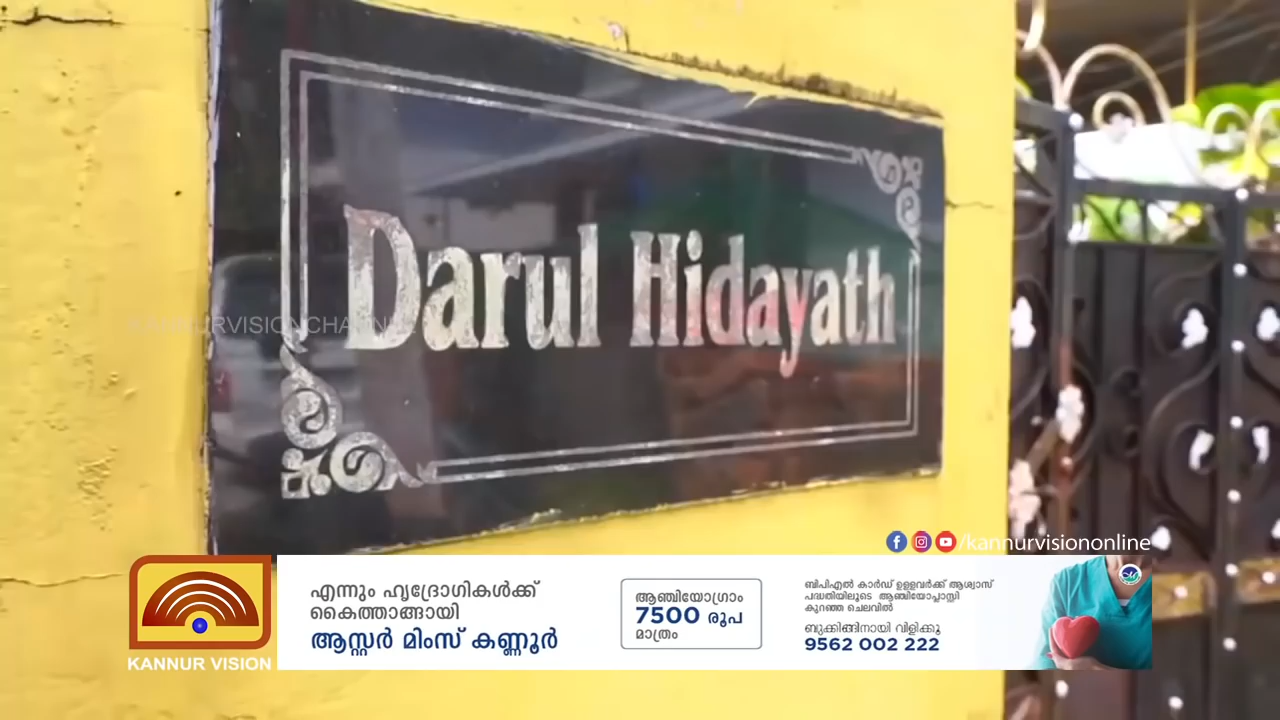 Darul Hidayath
KANNURVISIONCHANNEL
/kannurvisiononline
എന്നും ഹൃദ്രോഗികൾക്ക്
കൈത്താങ്ങായി
ആസ്റ്റർ മിംസ് കണ്ണൂർ
ആഞ്ചിയോഗ്രാം
7500 രൂപ
മാത്രം
ബിപിഎൽ കാർഡ് ഉള്ളവർക്ക് ആശ്വാസ്
പദ്ധതിയിലൂടെ ആഞ്ചിയോപ്ലാസ്റ്റി
കുറഞ്ഞ ചെലവിൽ
ബുക്കിങ്ങിനായി വിളിക്കൂ
9562 002 222
KANNUR VISION